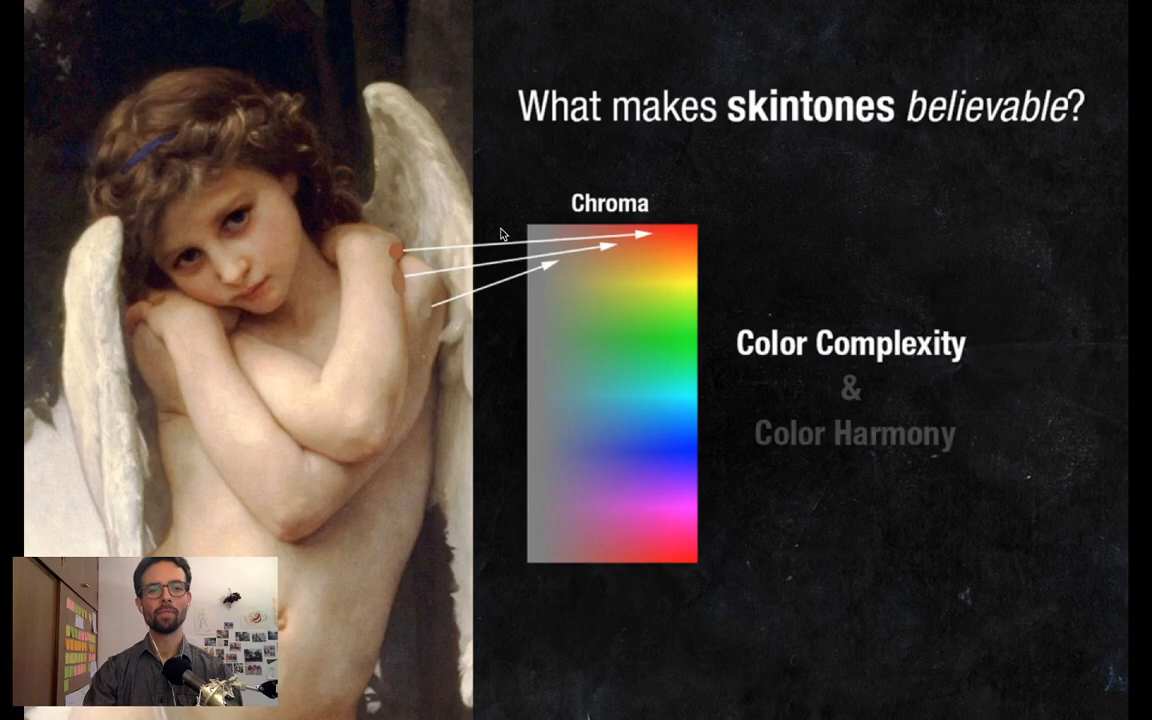 What makes skintones believable?
Chroma
Color Complexity
&
Color Harmony